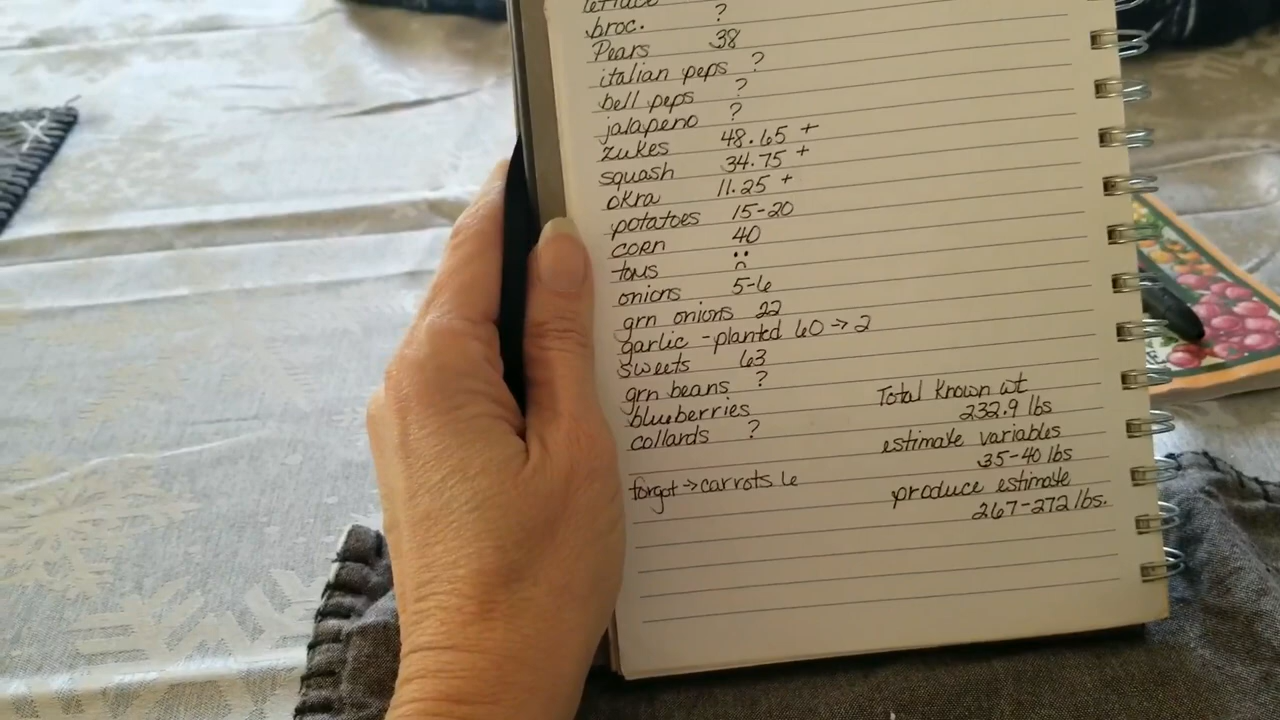 lettuce
broc. ?
Pears 38
italian peps ?
bell peps ?
jalapeno ?
zukes 48.65 +
squash 34.75 +
okra 11.25 +
potatoes 15-20
corn 40
toms :(
onions 5-6
grn onions 22
garlic - planted 60 → 2
sweets 63
grn beans ?
blueberries
collards ?
forgot → carrots 6
Total Known wt
232.9 lbs
estimate variables
35-40 lbs
produce estimate
267-272 lbs.